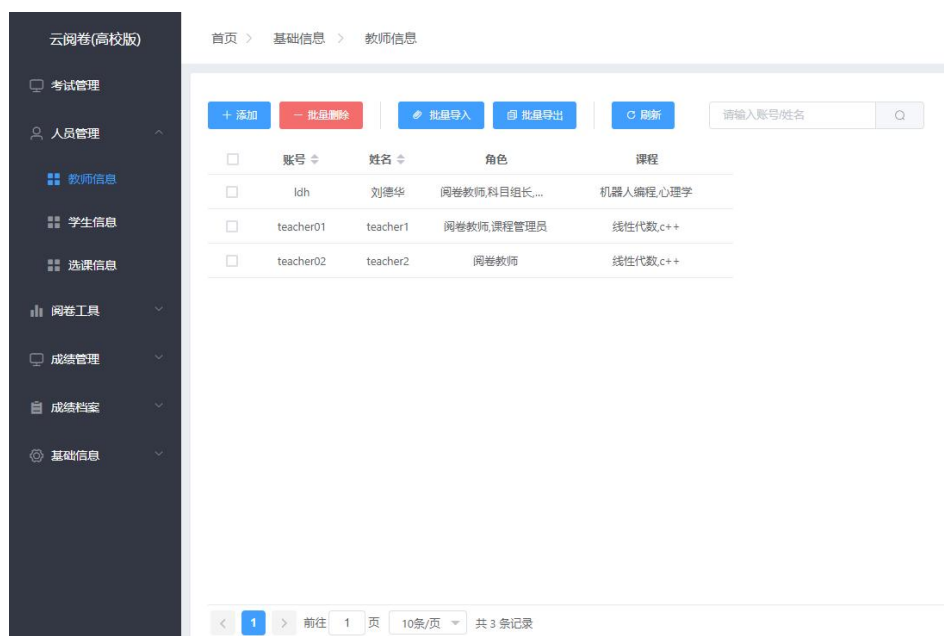 云阅卷(高校版)
首页 > 基础信息 > 教师信息
考试管理
人员管理
教师信息
学生信息
选课信息
阅卷工具
成绩管理
成绩档案
基础信息
+ 添加 − 批量删除 批量导入 批量导出 刷新 请输入账号/姓名
账号 姓名 角色 课程
ldh 刘德华 阅卷教师,科目组长,... 机器人编程,心理学
teacher01 teacher1 阅卷教师,课程管理员 线性代数,c++
teacher02 teacher2 阅卷教师 线性代数,c++
< 1 > 前往 1 页 10条/页 共 3 条记录